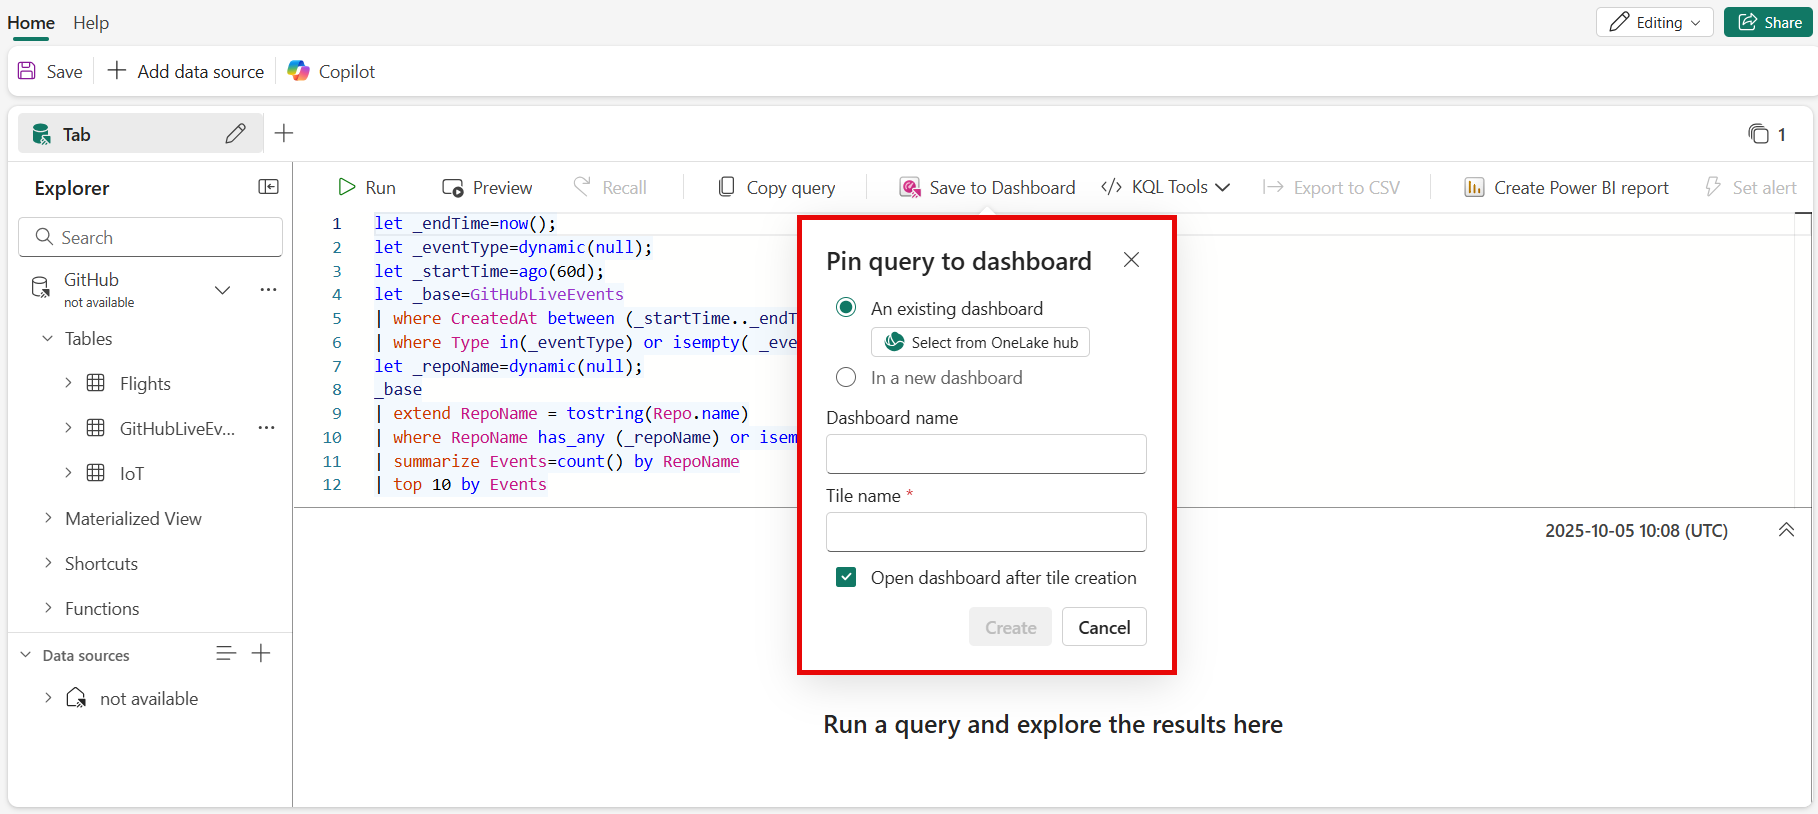 Home Help
Editing
Share
Save
Add data source
Copilot
Tab
1
Explorer
Search
GitHub
not available
Tables
Flights
GitHubLiveEv...
IoT
Materialized View
Shortcuts
Functions
Data sources
not available
Run
Preview
Recall
Copy query
Save to Dashboard
KQL Tools
Export to CSV
Create Power BI report
Set alert
1 let _endTime=now();
2 let _eventType=dynamic(null);
3 let _startTime=ago(60d);
4 let _base=GitHubLiveEvents
5 | where CreatedAt between (_startTime.._endT
6 | where Type in(_eventType) or isempty( _eve
7 let _repoName=dynamic(null);
8 _base
9 | extend RepoName = tostring(Repo.name)
10 | where RepoName has_any (_repoName) or isem
11 | summarize Events=count() by RepoName
12 | top 10 by Events
Pin query to dashboard
An existing dashboard
Select from OneLake hub
In a new dashboard
Dashboard name
Tile name *
Open dashboard after tile creation
Create
Cancel
2025-10-05 10:08 (UTC)
Run a query and explore the results here